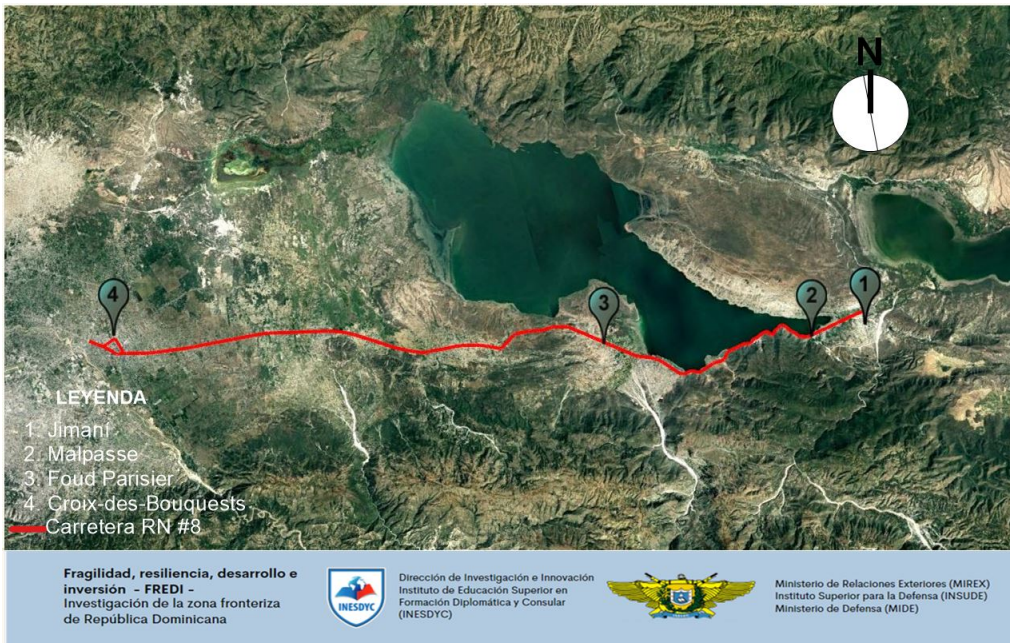 N
4
3
2
1
LEYENDA
1. Jimaní
2. Malpasse
3. Foud Parisier
4. Croix-des-Bouquests
Carretera RN #8
Fragilidad, resiliencia, desarrollo e
inversión - FREDI -
Investigación de la zona fronteriza
de República Dominicana
INESDYC
Dirección de Investigación e Innovación
Instituto de Educación Superior en
Formación Diplomática y Consular
(INESDYC)
Ministerio de Relaciones Exteriores (MIREX)
Instituto Superior para la Defensa (INSUDE)
Ministerio de Defensa (MIDE)